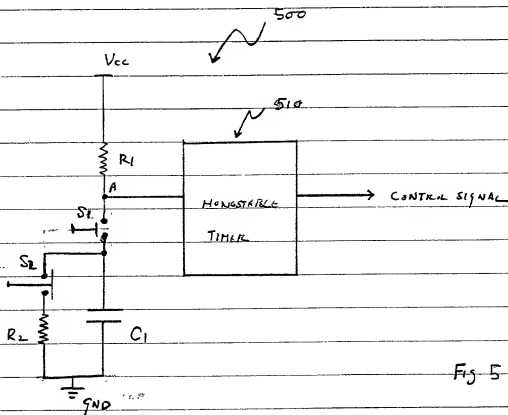 500
Vcc
510
R1
A
MONOSTABLE
TIMER
CONTROL SIGNAL
S1
S2
R2
C1
GND
Fig 5